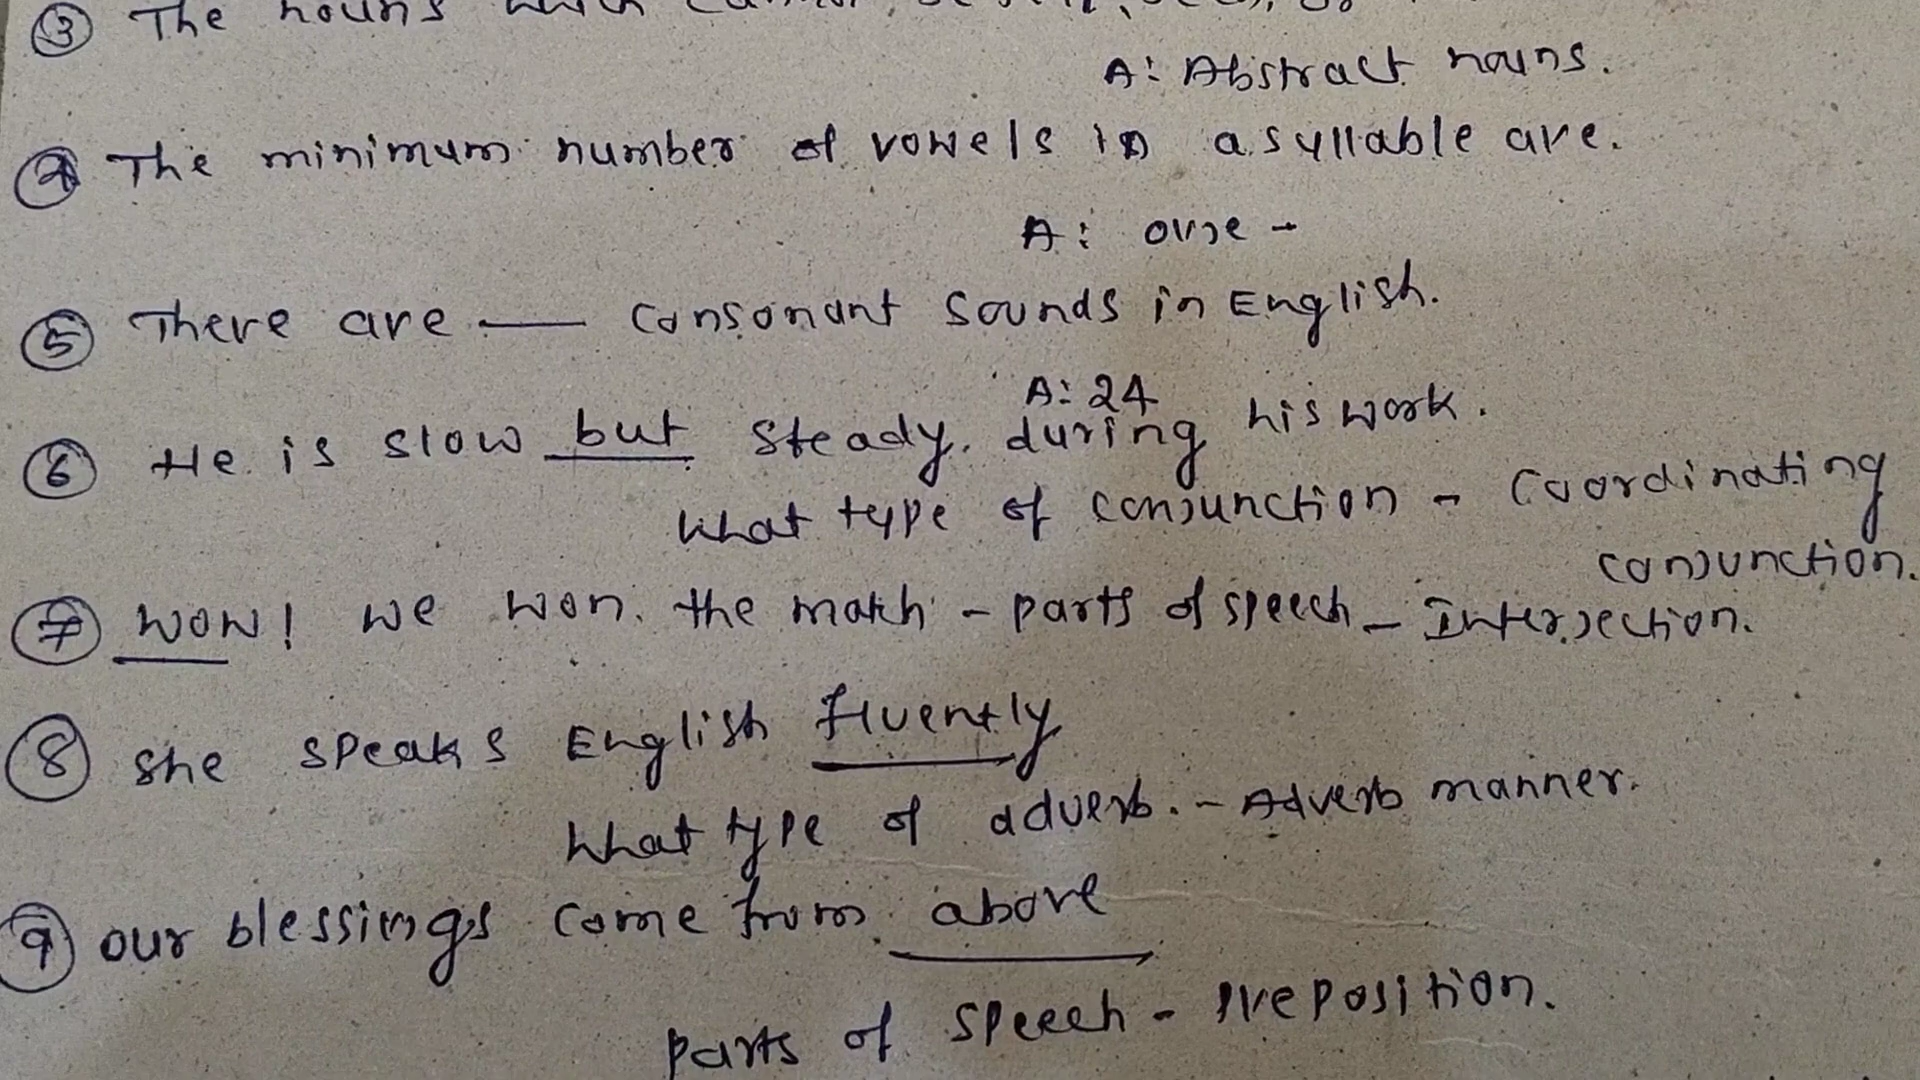 ③ The nouns which cannot be
A: Abstract nouns.
④ The minimum number of vowels in a syllable are.
A: one -
⑤ There are —— consonant sounds in English.
A: 24
⑥ He is slow but steady. during his work.
What type of conjunction - Coordinating
conjunction.
⑦ Wow! we won. the match - parts of speech - Interjection.
⑧ She speaks English fluently
What type of adverb. - Adverb manner.
⑨ our blessings come from above
parts of speech - preposition.